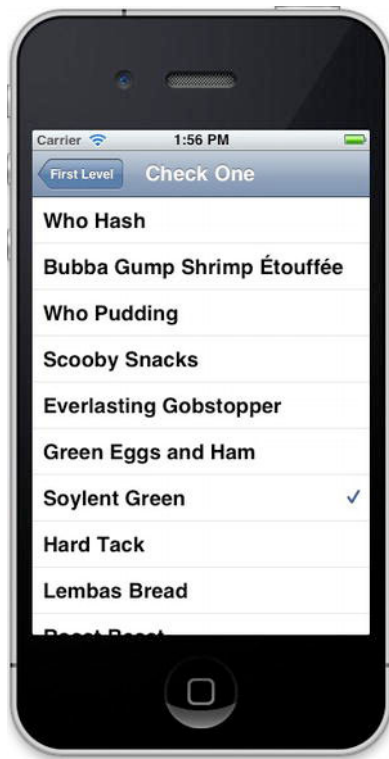 Carrier 1:56 PM
First Level Check One
Who Hash
Bubba Gump Shrimp Étouffée
Who Pudding
Scooby Snacks
Everlasting Gobstopper
Green Eggs and Ham
Soylent Green
Hard Tack
Lembas Bread